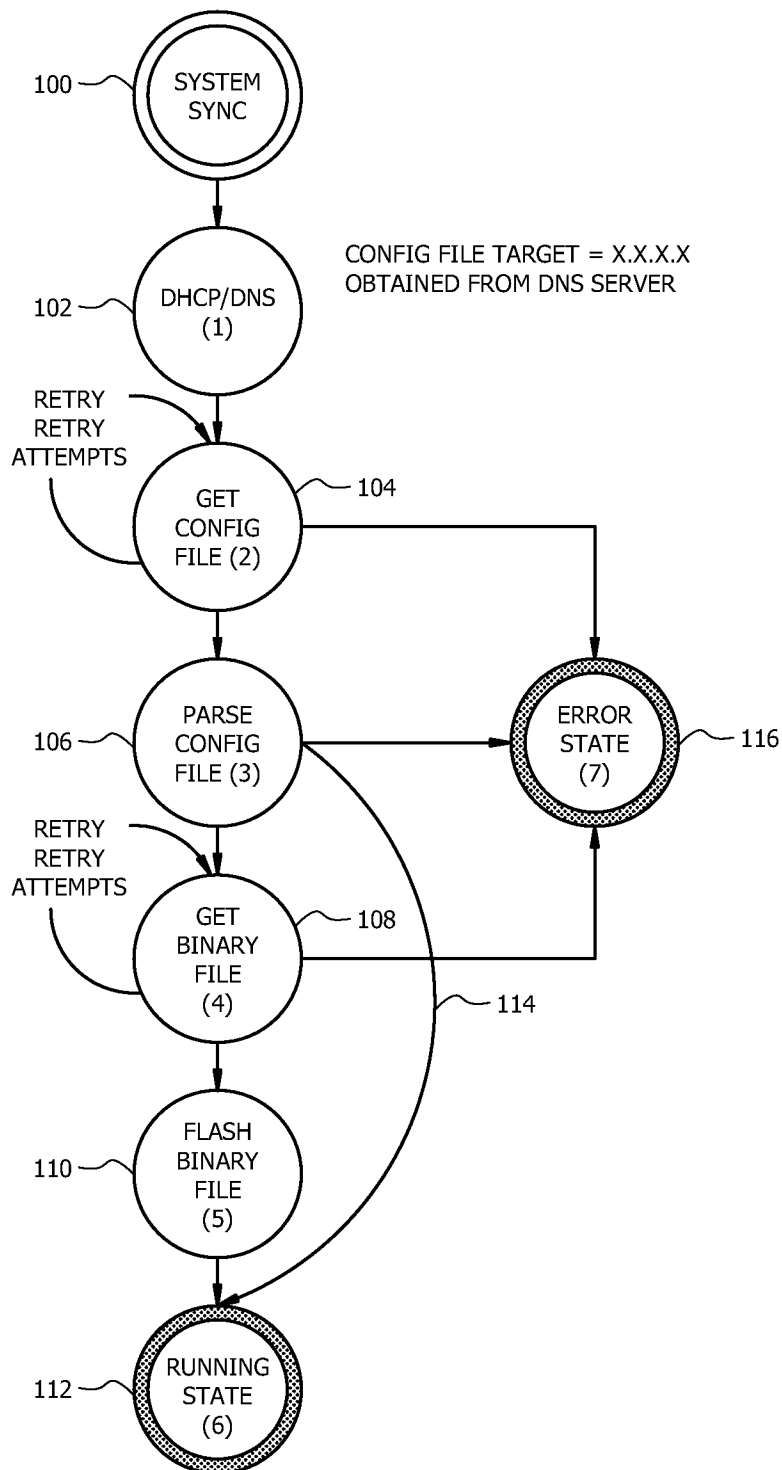 100
SYSTEM
SYNC
102
DHCP/DNS
(1)
CONFIG FILE TARGET = X.X.X.X
OBTAINED FROM DNS SERVER
RETRY
RETRY
ATTEMPTS
104
GET
CONFIG
FILE (2)
106
PARSE
CONFIG
FILE (3)
ERROR
STATE
(7)
116
RETRY
RETRY
ATTEMPTS
108
GET
BINARY
FILE
(4)
114
110
FLASH
BINARY
FILE
(5)
112
RUNNING
STATE
(6)